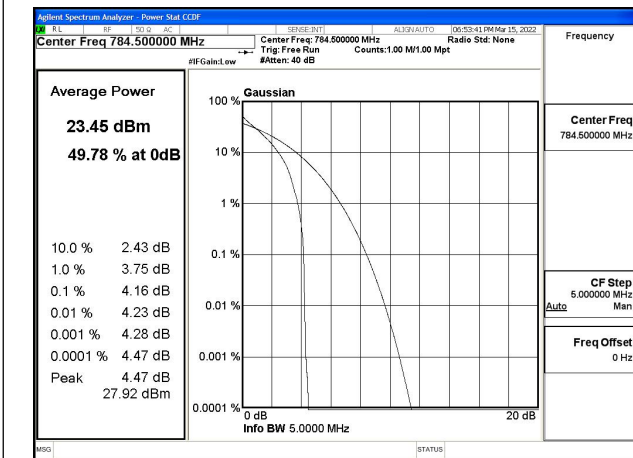 Agilent Spectrum Analyzer - Power Stat CCDF
RL RF 50 Ω AC SENSE:INT ALIGN AUTO 06:53:41 PM Mar 15, 2022
Center Freq 784.500000 MHz
Center Freq: 784.500000 MHz Radio Std: None
Trig: Free Run Counts:1.00 M/1.00 Mpt
#IFGain:Low #Atten: 40 dB
Frequency
Average Power
23.45 dBm
49.78 % at 0dB
10.0 % 2.43 dB
1.0 % 3.75 dB
0.1 % 4.16 dB
0.01 % 4.23 dB
0.001 % 4.28 dB
0.0001 % 4.47 dB
Peak 4.47 dB
27.92 dBm
Gaussian
100 %
10 %
1 %
0.1 %
0.01 %
0.001 %
0.0001 %
0 dB 20 dB
Info BW 5.0000 MHz
Center Freq
784.500000 MHz
CF Step
5.000000 MHz
Auto Man
Freq Offset
0 Hz
MSG STATUS